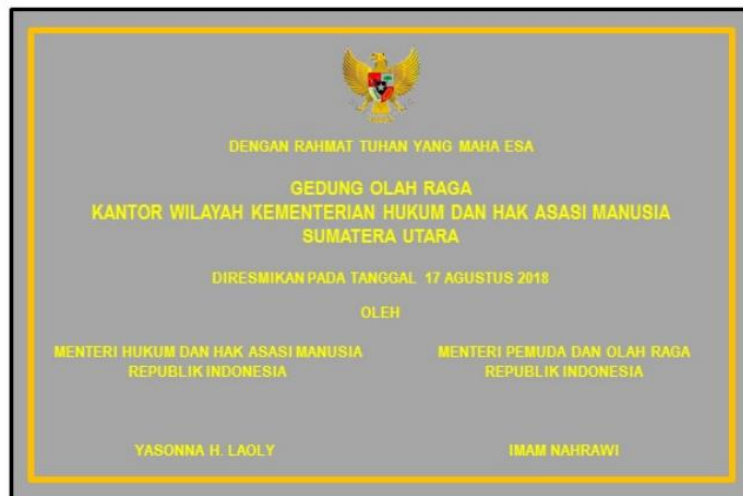 DENGAN RAHMAT TUHAN YANG MAHA ESA
GEDUNG OLAH RAGA
KANTOR WILAYAH KEMENTERIAN HUKUM DAN HAK ASASI MANUSIA
SUMATERA UTARA
DIRESMIKAN PADA TANGGAL 17 AGUSTUS 2018
OLEH
MENTERI HUKUM DAN HAK ASASI MANUSIA
REPUBLIK INDONESIA
MENTERI PEMUDA DAN OLAH RAGA
REPUBLIK INDONESIA
YASONNA H. LAOLY
IMAM NAHRAWI